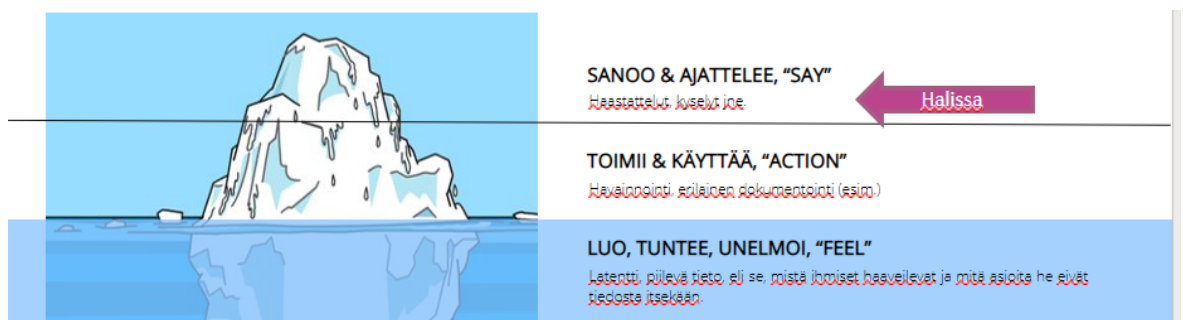 SANOO & AJATTELEE, “SAY”
Haastattelut, kyselyt jne.
Halissa
TOIMII & KÄYTTÄÄ, “ACTION”
Havainnointi, erilainen dokumentointi (esim.)
LUO, TUNTEE, UNELMOI, “FEEL”
Latentti, piilevä tieto, eli se, mistä ihmiset haaveilevat ja mitä asioita he eivät
tiedosta itsekään.